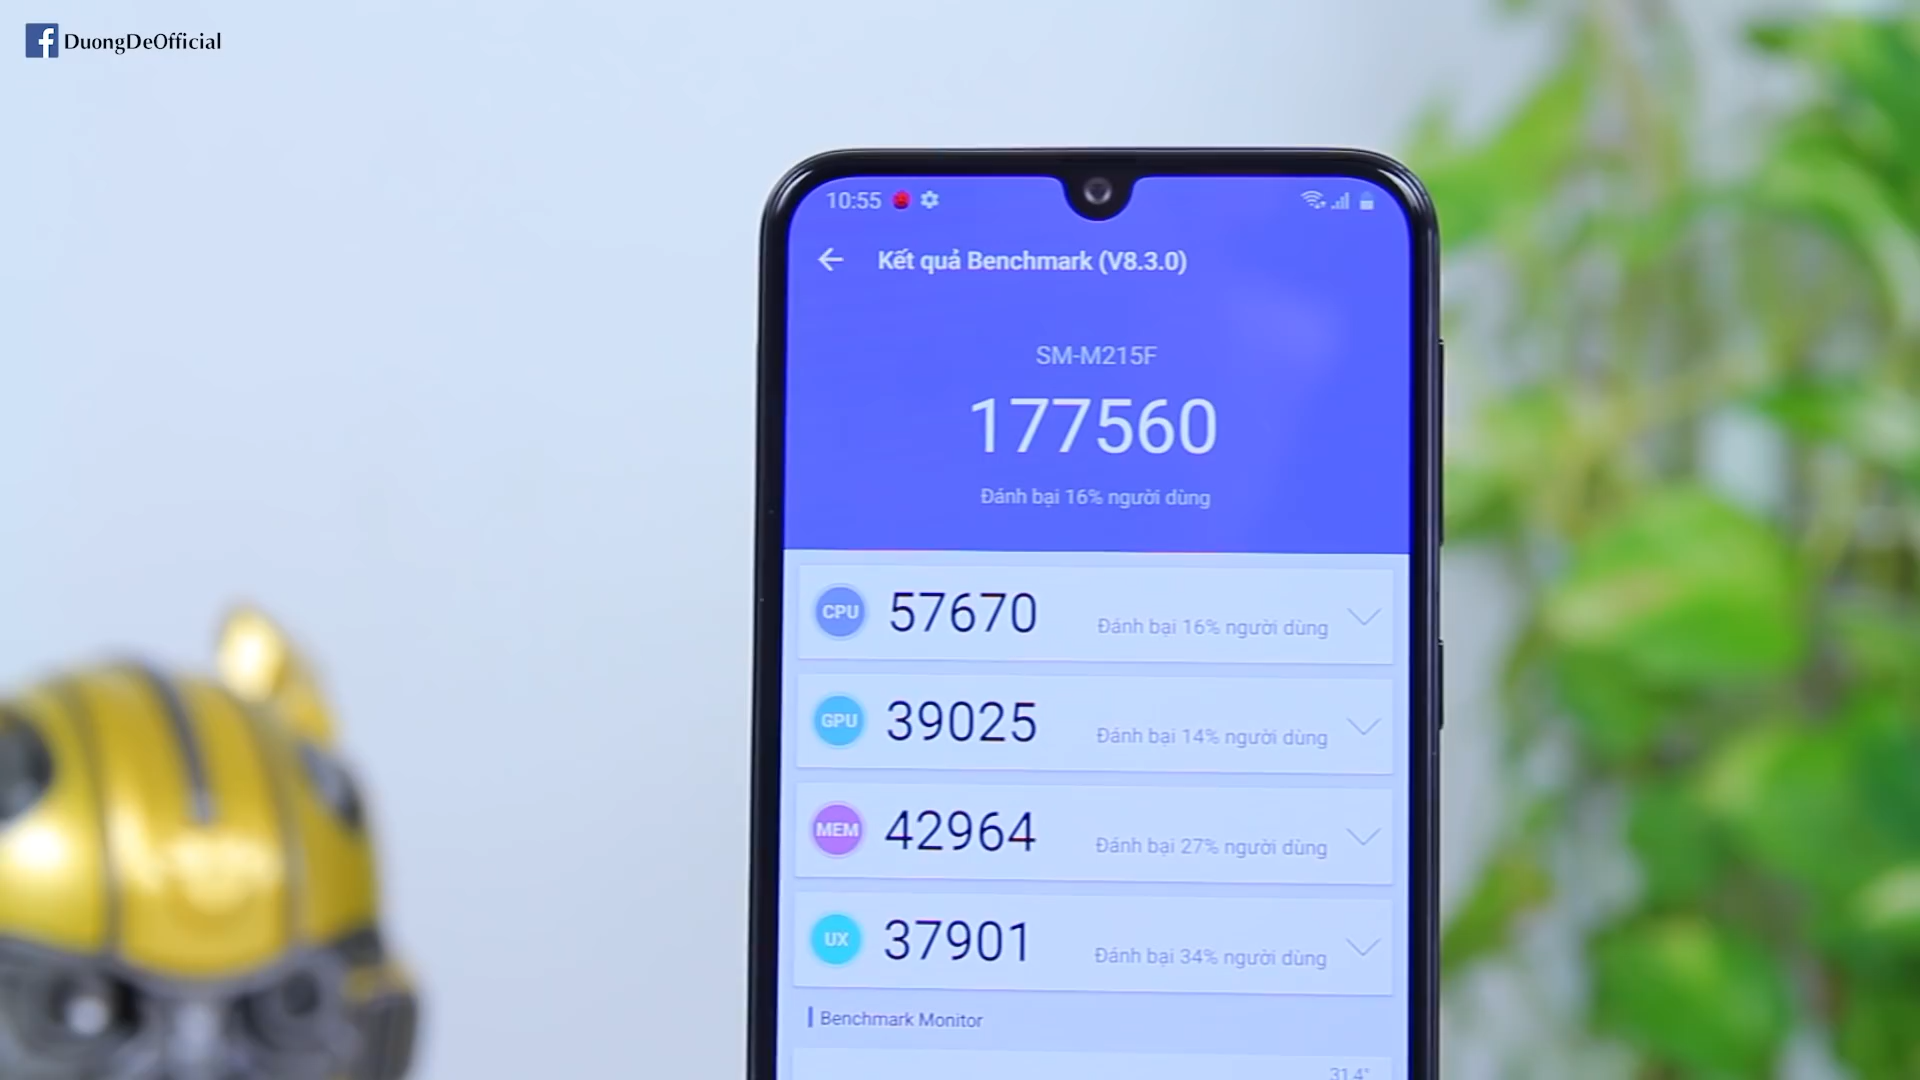 DuongDeOfficial
10:55
Kết quả Benchmark (V8.3.0)
SM-M215F
177560
Đánh bại 16% người dùng
CPU 57670 Đánh bại 16% người dùng
GPU 39025 Đánh bại 14% người dùng
MEM 42964 Đánh bại 27% người dùng
UX 37901 Đánh bại 34% người dùng
Benchmark Monitor
31.4°